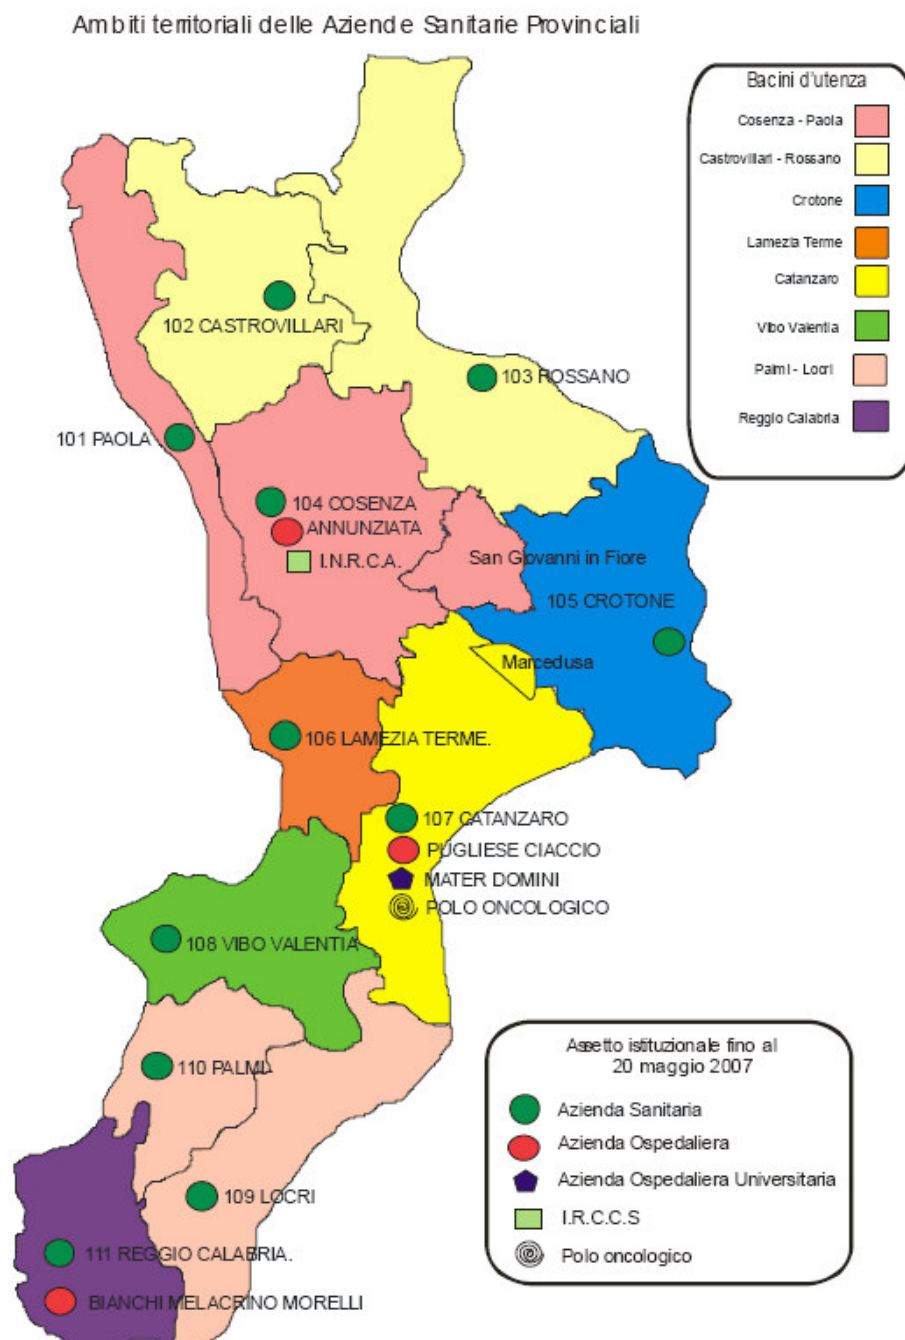 Ambiti territoriali delle Aziende Sanitarie Provinciali
Bacini d'utenza
Cosenza - Paola
Castrovillari - Rossano
Crotone
Lamezia Terme
Catanzaro
Vibo Valentia
Palmi - Locri
Reggio Calabria
102 CASTROVILLARI
103 ROSSANO
101 PAOLA
104 COSENZA
ANNUNZIATA
I.N.R.C.A.
San Giovanni in Fiore
105 CROTONE
Marcedusa
106 LAMEZIA TERME.
107 CATANZARO
PUGLIESE CIACCIO
MATER DOMINI
POLO ONCOLOGICO
108 VIBO VALENTIA
110 PALMI
109 LOCRI
111 REGGIO CALABRIA.
BIANCHI MELACRINO MORELLI
Assetto istituzionale fino al
20 maggio 2007
Azienda Sanitaria
Azienda Ospedaliera
Azienda Ospedaliera Universitaria
I.R.C.C.S
Polo oncologico